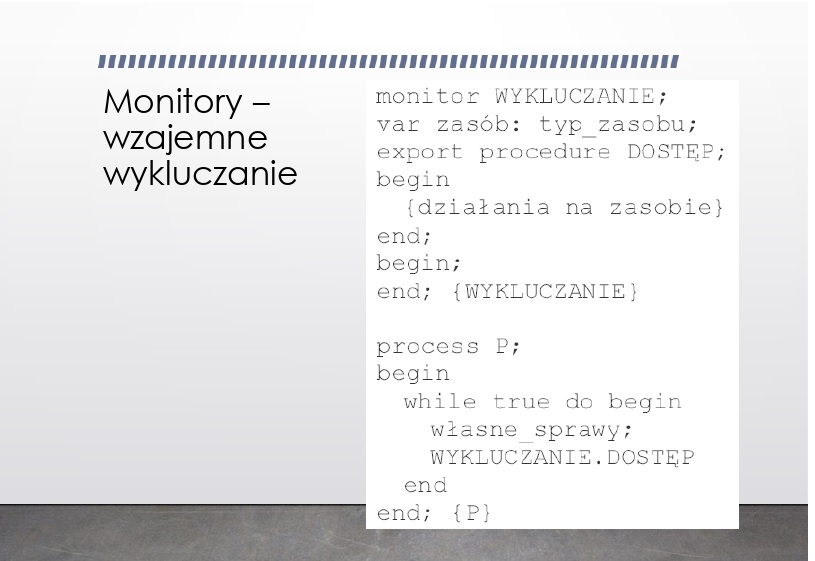 Monitory –
wzajemne
wykluczanie
monitor WYKLUCZANIE;
var zasób: typ_zasobu;
export procedure DOSTĘP;
begin
  {działania na zasobie}
end;
begin;
end; {WYKLUCZANIE}

process P;
begin
  while true do begin
    własne_sprawy;
    WYKLUCZANIE.DOSTĘP
  end
end; {P}